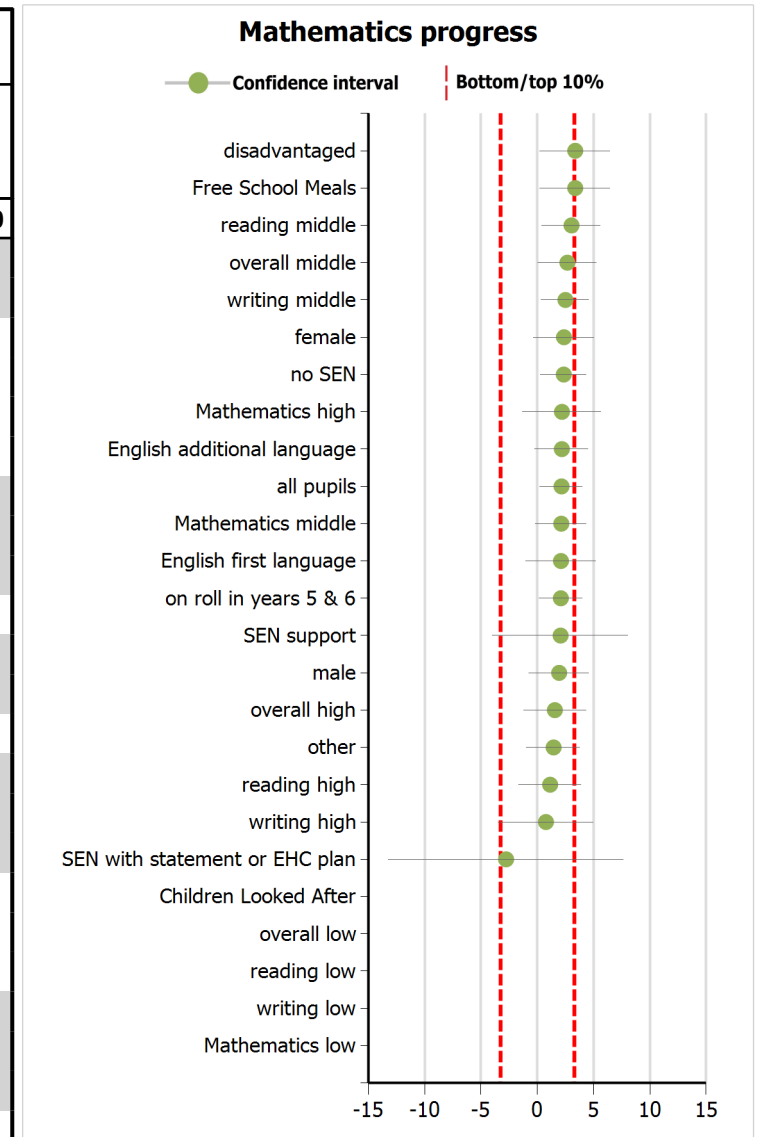 Mathematics progress
Confidence interval Bottom/top 10%
disadvantaged
Free School Meals
reading middle
overall middle
writing middle
female
no SEN
Mathematics high
English additional language
all pupils
Mathematics middle
English first language
on roll in years 5 & 6
SEN support
male
overall high
other
reading high
writing high
SEN with statement or EHC plan
Children Looked After
overall low
reading low
writing low
Mathematics low
-15 -10 -5 0 5 10 15